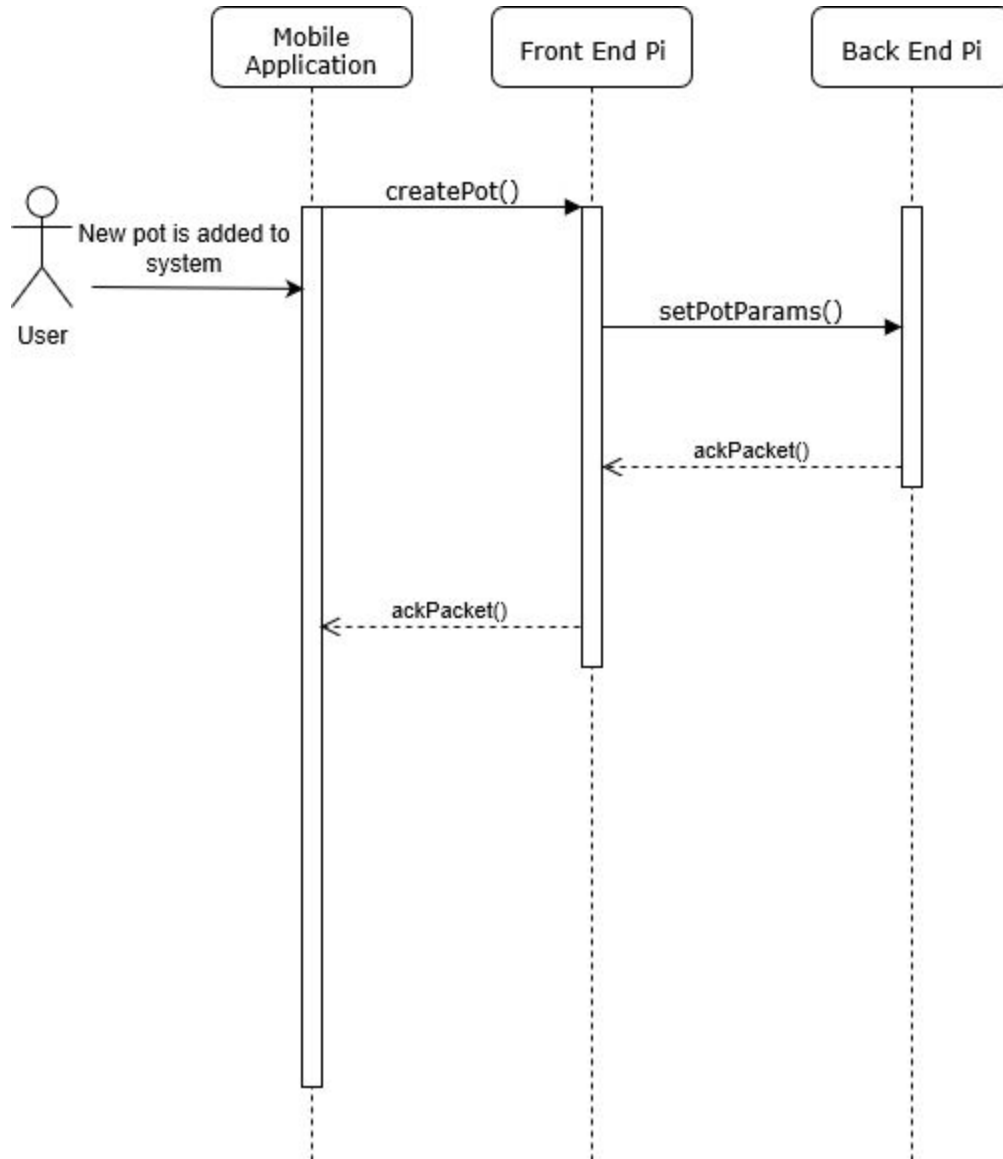 Mobile
Application
Front End Pi
Back End Pi
createPot()
New pot is added to
system
User
setPotParams()
ackPacket()
ackPacket()